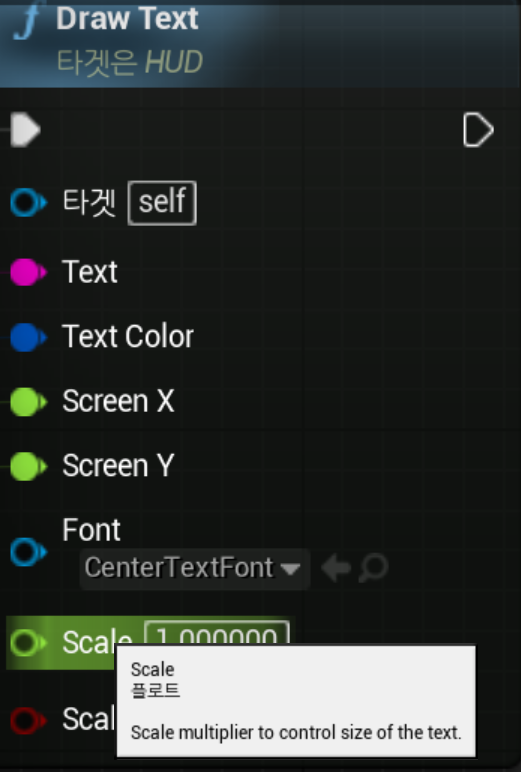 f Draw Text
타겟은 HUD
타겟 self
Text
Text Color
Screen X
Screen Y
Font
CenterTextFont
Scale 1.000000
Scale
플로트
Scal
Scale multiplier to control size of the text.